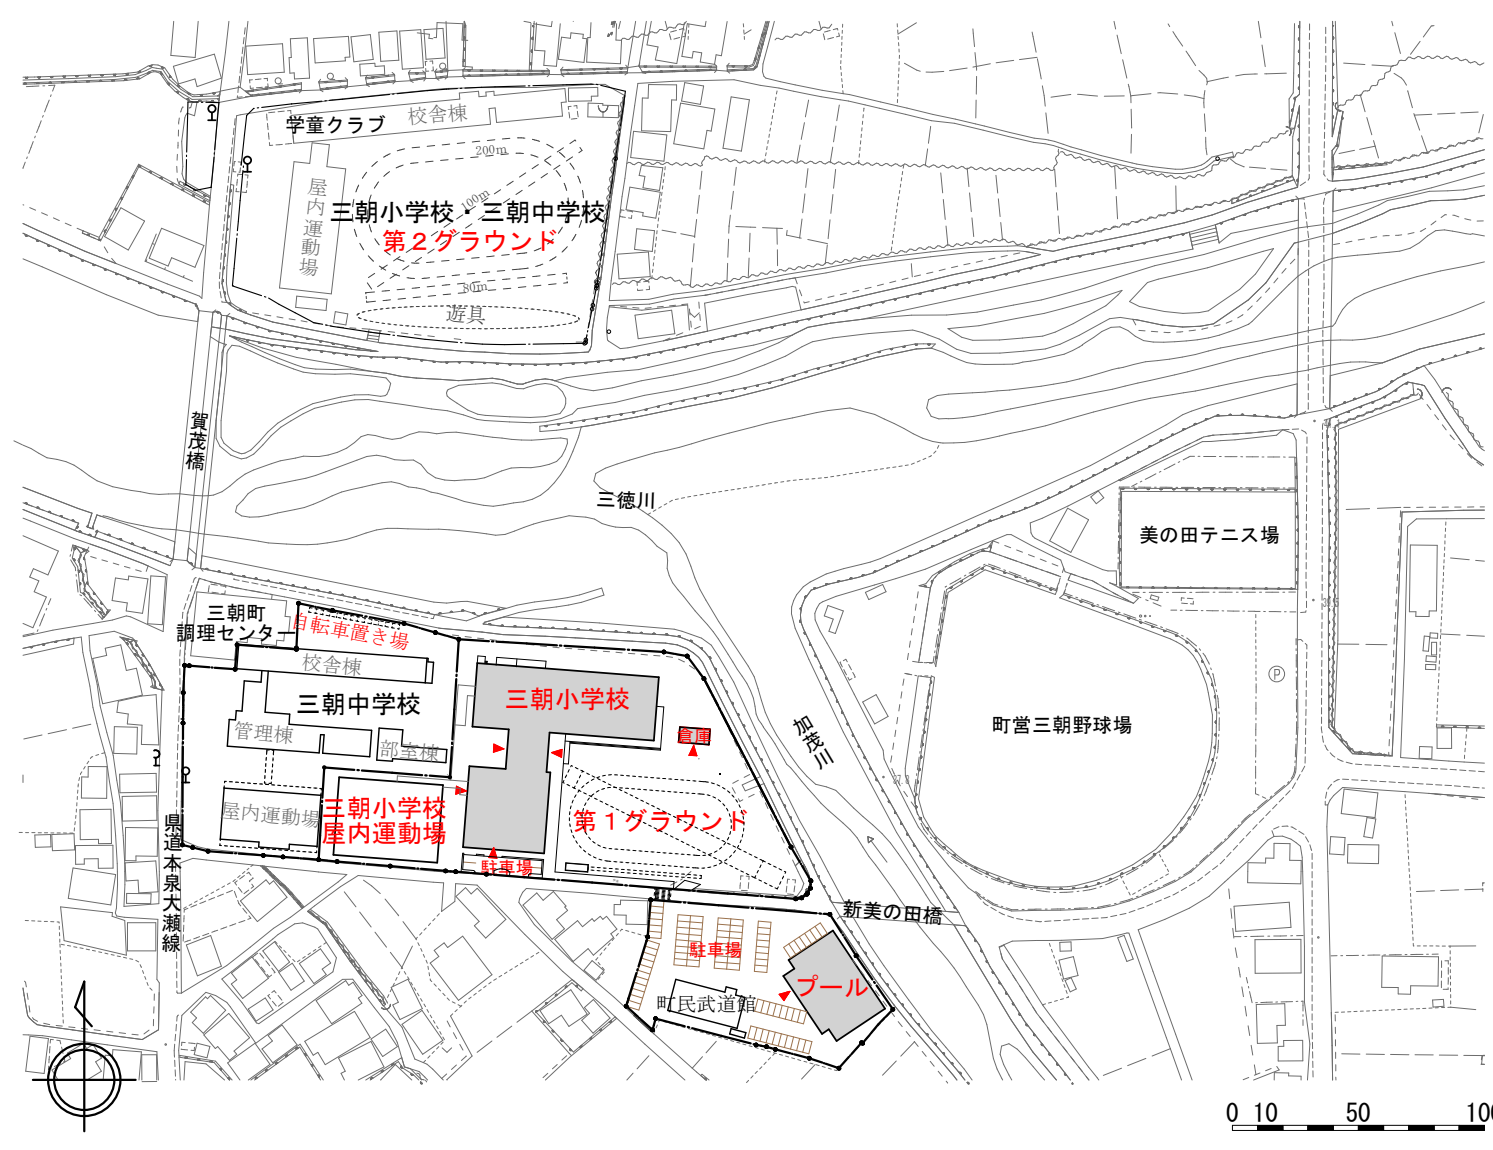 校舎棟
学童クラブ
200m
屋内運動場
100m
三朝小学校・三朝中学校
第２グラウンド
80m
遊具
賀茂橋
三徳川
美の田テニス場
三朝町
調理センター
自転車置き場
校舎棟
三朝中学校
三朝小学校
管理棟
部室棟
倉庫
加茂川
町営三朝野球場
P
屋内運動場
三朝小学校
屋内運動場
第１グラウンド
県道本泉大瀬線
駐車場
新美の田橋
駐車場
プール
町民武道館
0 10 50 100